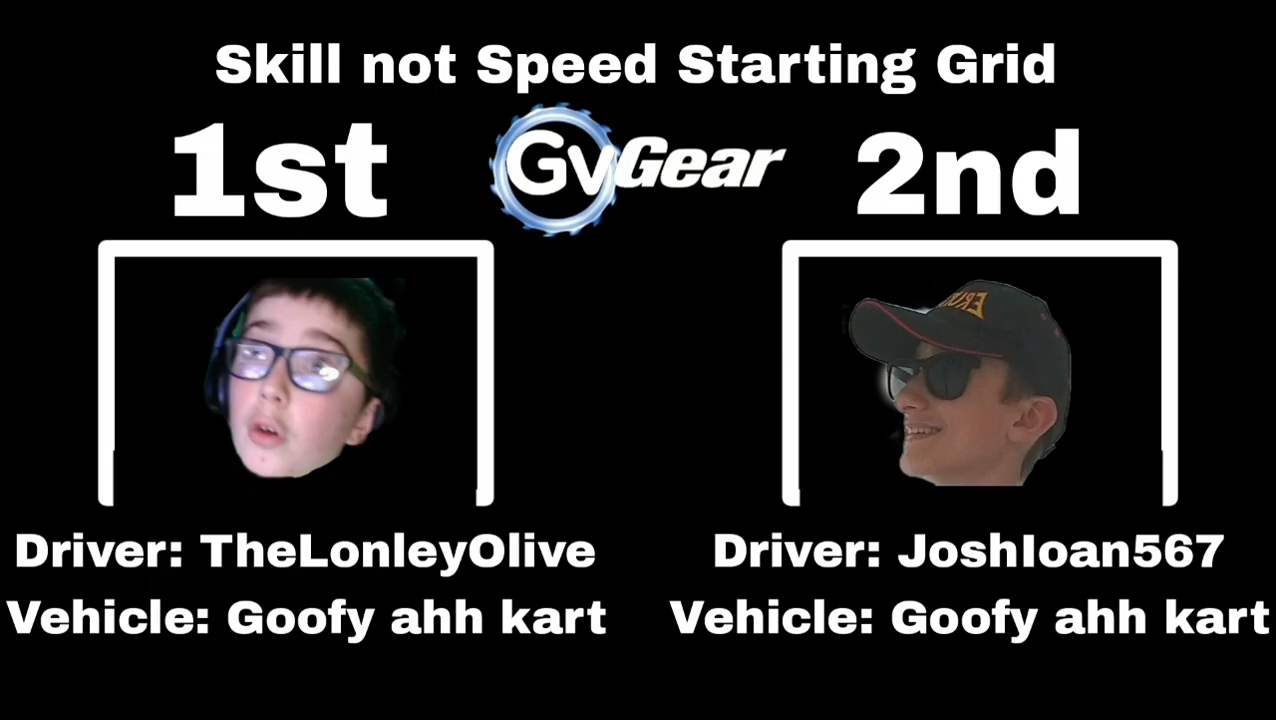 Skill not Speed Starting Grid
1st
GvGear
2nd
Driver: TheLonleyOlive
Driver: JoshIoan567
Vehicle: Goofy ahh kart
Vehicle: Goofy ahh kart